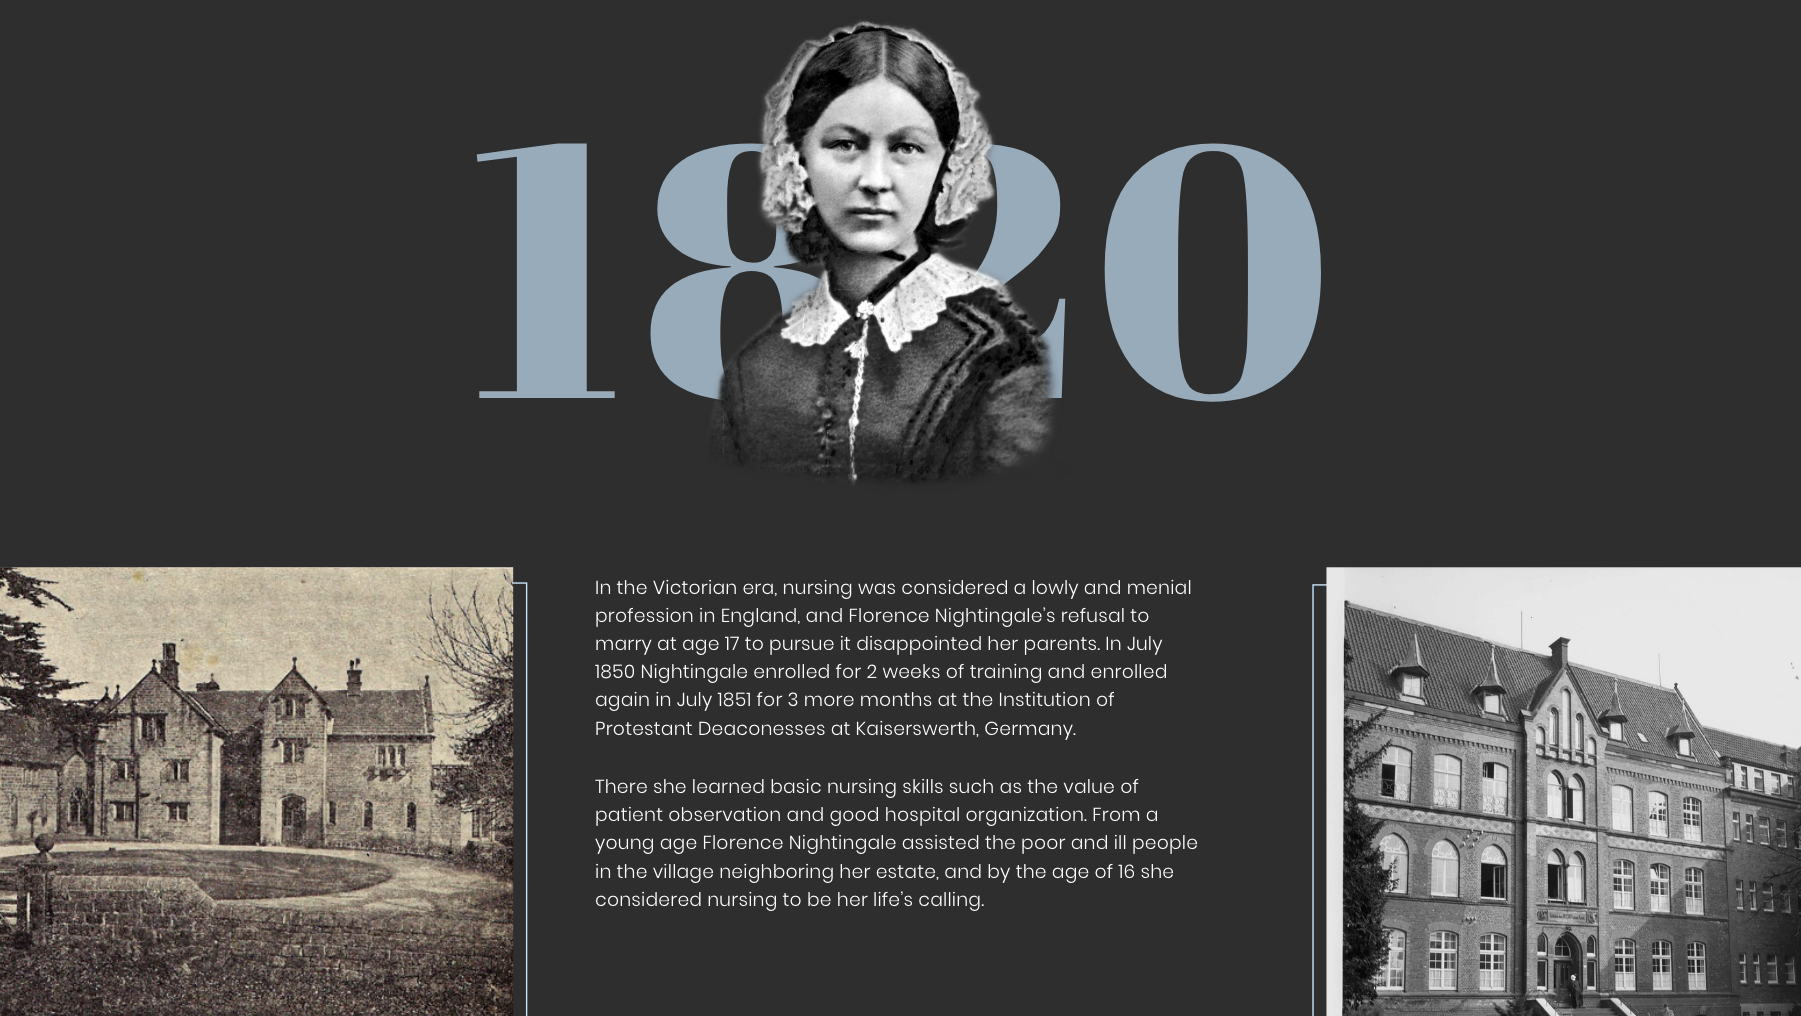 1820
In the Victorian era, nursing was considered a lowly and menial
profession in England, and Florence Nightingale's refusal to
marry at age 17 to pursue it disappointed her parents. In July
1850 Nightingale enrolled for 2 weeks of training and enrolled
again in July 1851 for 3 more months at the Institution of
Protestant Deaconesses at Kaiserswerth, Germany.
There she learned basic nursing skills such as the value of
patient observation and good hospital organization. From a
young age Florence Nightingale assisted the poor and ill people
in the village neighboring her estate, and by the age of 16 she
considered nursing to be her life's calling.